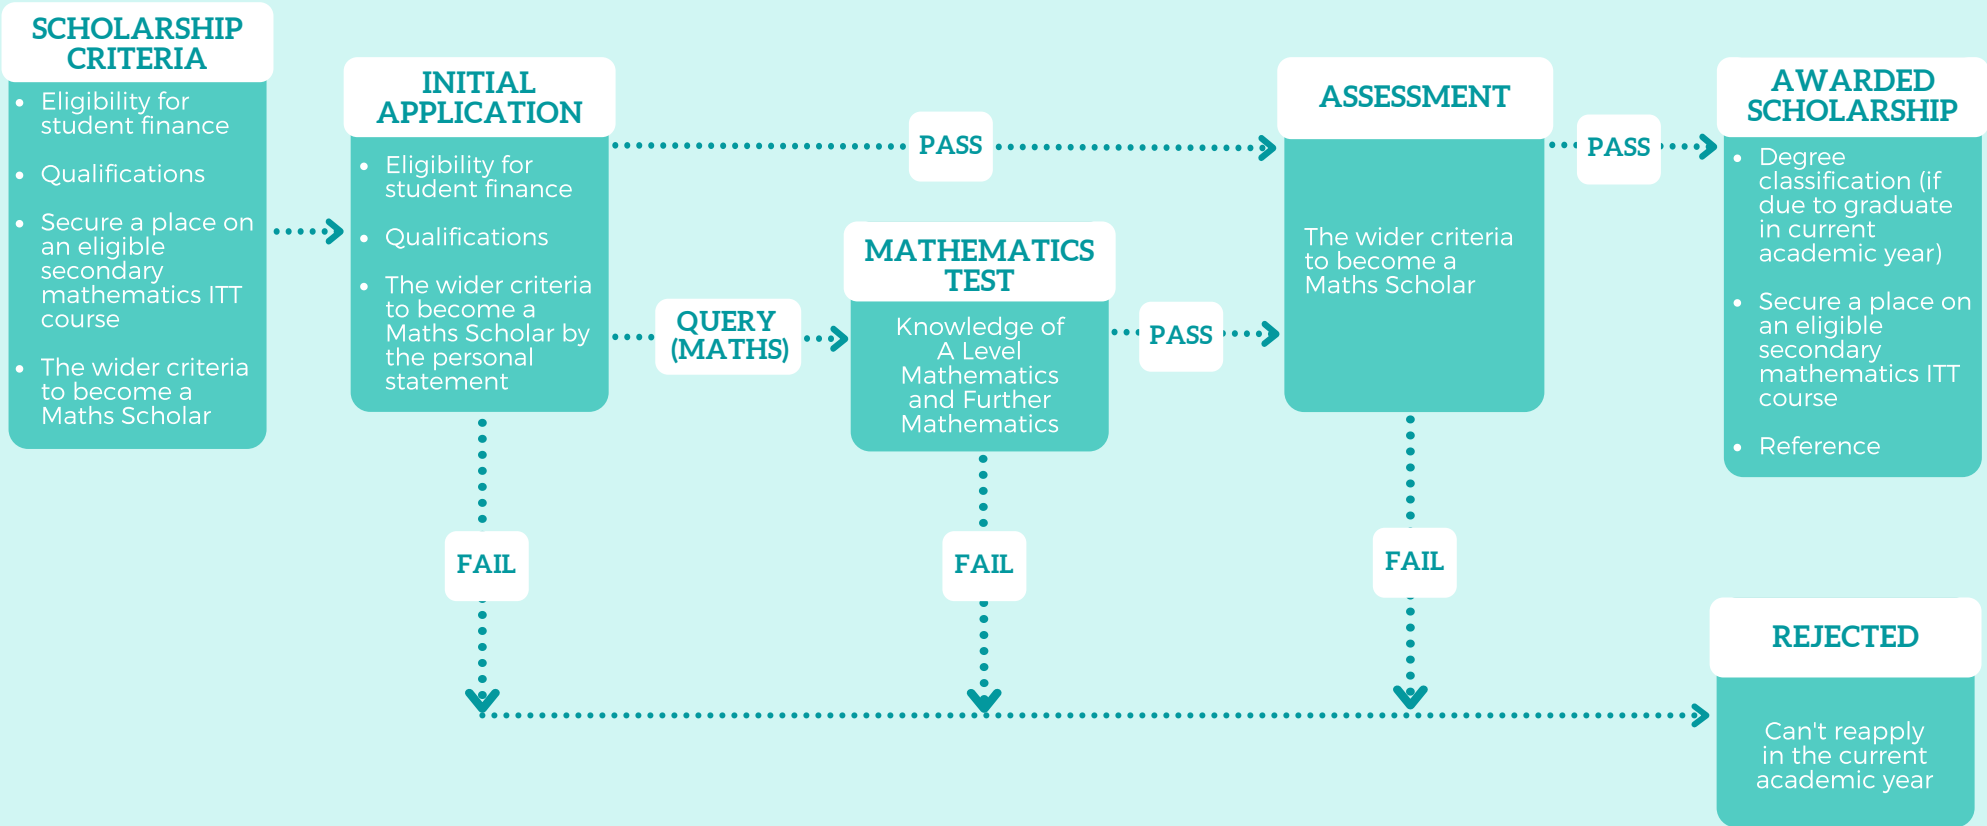 SCHOLARSHIP
CRITERIA
• Eligibility for
student finance
• Qualifications
• Secure a place on
an eligible
secondary
mathematics ITT
course
• The wider criteria
to become a
Maths Scholar
INITIAL
APPLICATION
• Eligibility for
student finance
• Qualifications
• The wider criteria
to become a
Maths Scholar by
the personal
statement
PASS
QUERY
(MATHS)
FAIL
MATHEMATICS
TEST
Knowledge of
A Level
Mathematics
and Further
Mathematics
PASS
FAIL
ASSESSMENT
The wider criteria
to become a
Maths Scholar
PASS
FAIL
AWARDED
SCHOLARSHIP
• Degree
classification (if
due to graduate
in current
academic year)
• Secure a place on
an eligible
secondary
mathematics ITT
course
• Reference
REJECTED
Can't reapply
in the current
academic year